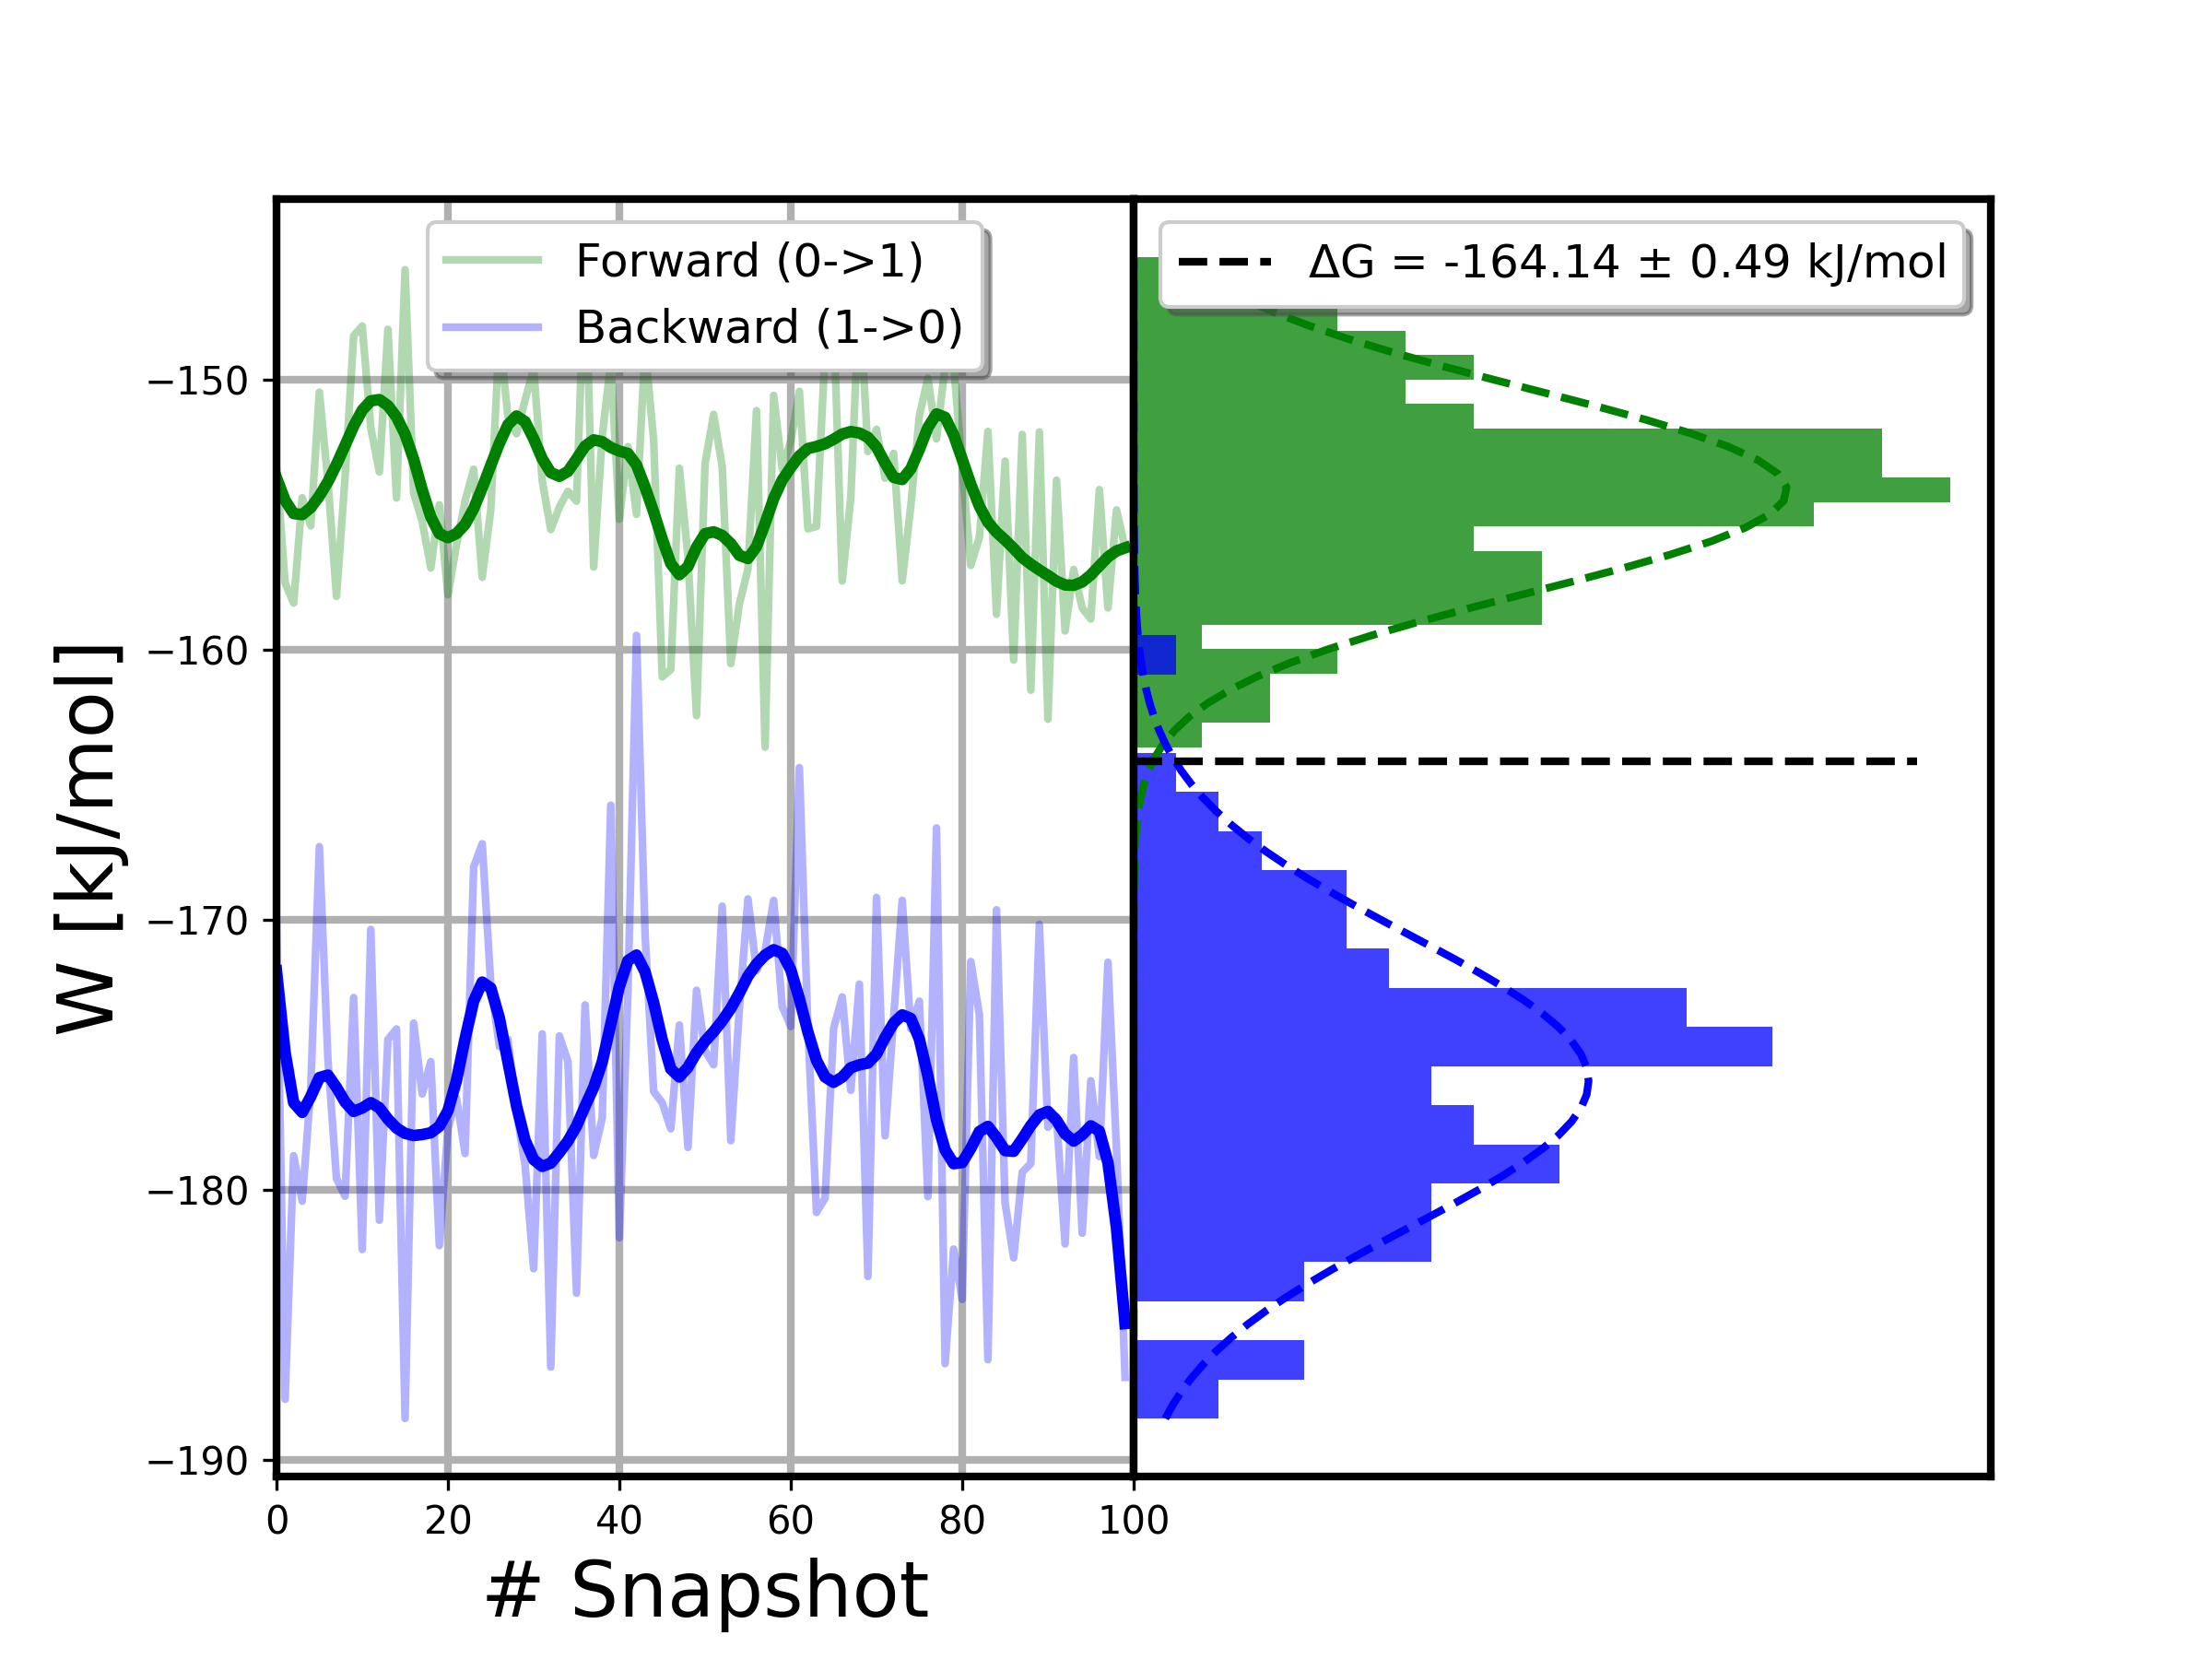 Forward (0->1)
Backward (1->0)
ΔG = -164.14 ± 0.49 kJ/mol
−150
−160
−170
−180
−190
W [kJ/mol]
0 20 40 60 80 100
# Snapshot